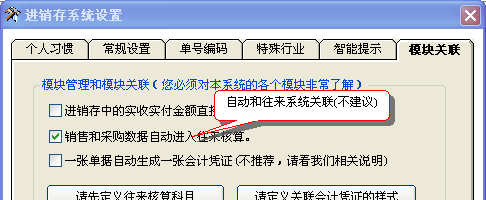 进销存系统设置
个人习惯 常规设置 单号编码 特殊行业 智能提示 模块关联
模块管理和模块关联(您必须对本系统的各个模块非常了解)
进销存中的实收实付金额直接
自动和往来系统关联(不建议)
销售和采购数据自动进入往来核算。
一张单据自动生成一张会计凭证(不推荐,请看我们相关说明)
请先定义往来核算科目 请定义关联会计凭证的样式